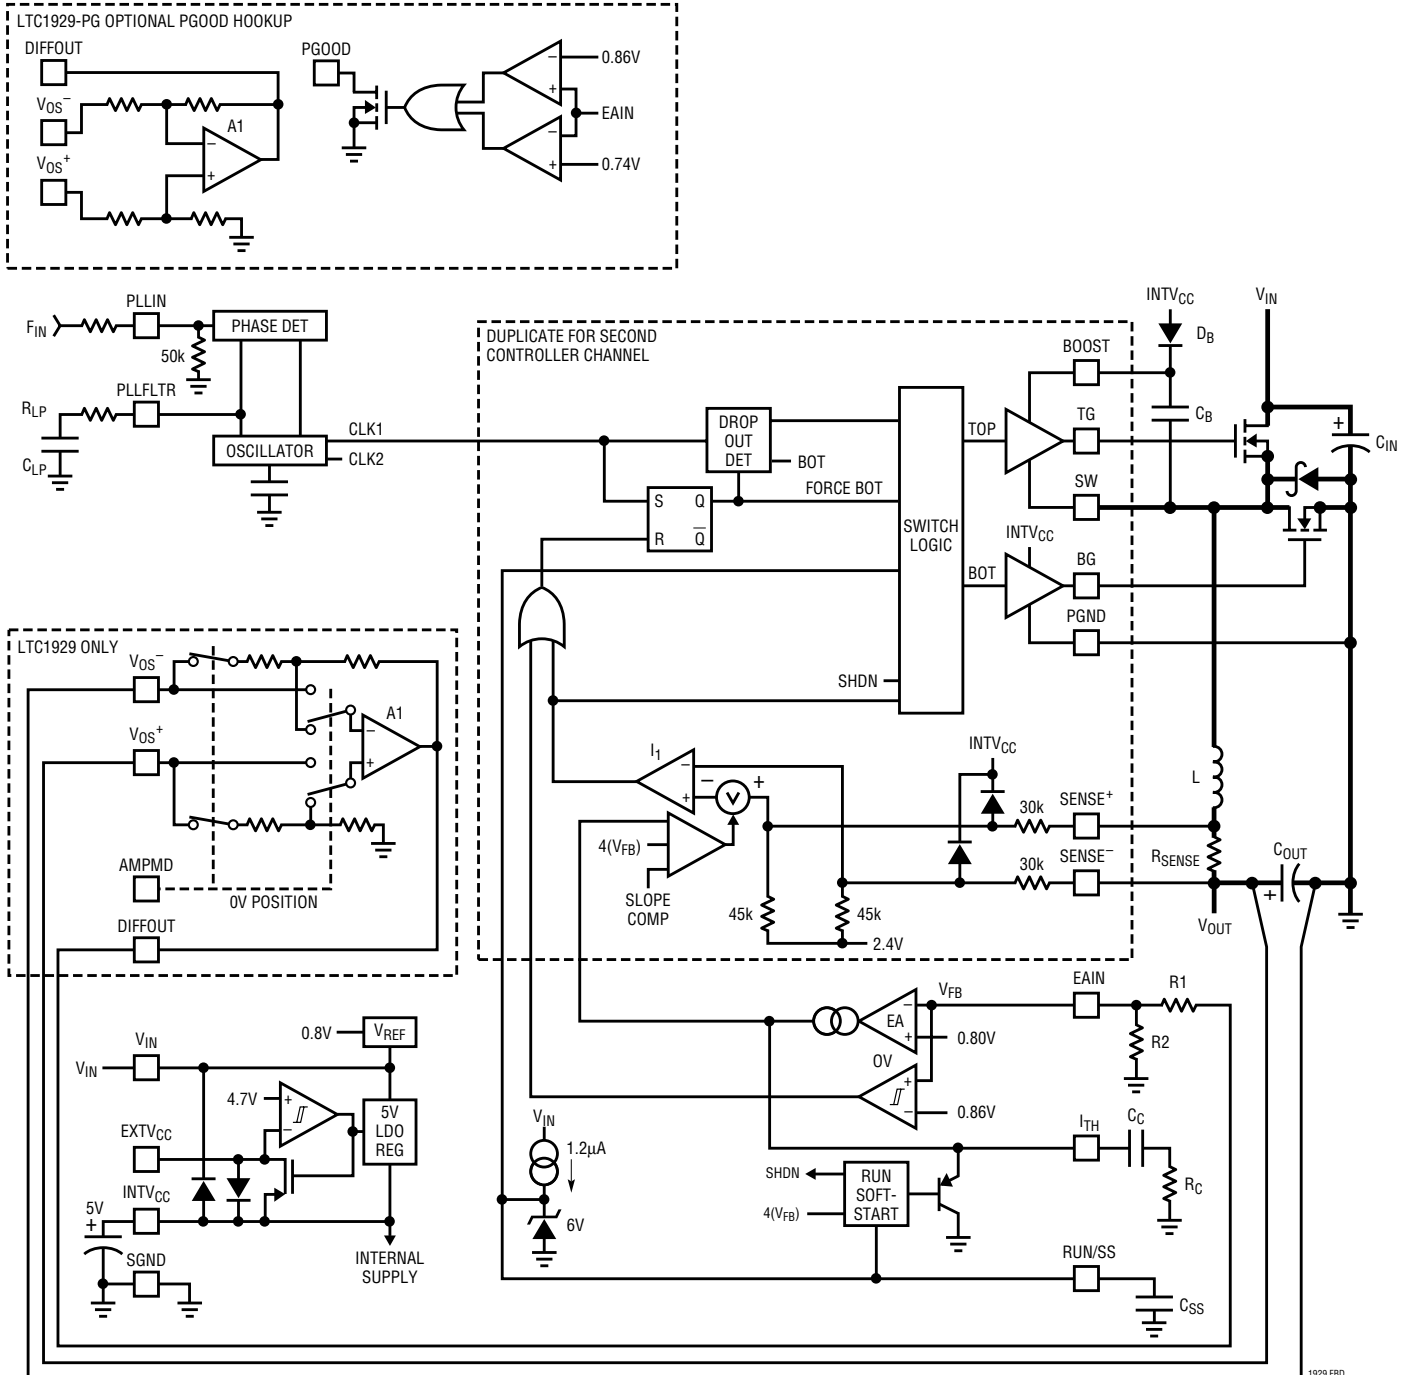 LTC1929-PG OPTIONAL PGOOD HOOKUP
DIFFOUT
VOS–
VOS+
A1
–
+
PGOOD
–
+
–
+
0.86V
EAIN
0.74V
FIN
PLLIN
50k
PHASE DET
RLP
PLLFLTR
CLP
OSCILLATOR
CLK1
CLK2
DUPLICATE FOR SECOND
CONTROLLER CHANNEL
DROP
OUT
DET
BOT
FORCE BOT
S
Q
R
Q
SWITCH
LOGIC
SHDN
TOP
BOT
INTVCC
BOOST
TG
SW
BG
PGND
INTVCC
DB
CB
VIN
+
CIN
LTC1929 ONLY
VOS–
VOS+
A1
–
+
AMPMD
0V POSITION
DIFFOUT
I1
–
+
–
+
4(VFB)
SLOPE
COMP
45k
45k
2.4V
INTVCC
30k
30k
SENSE+
SENSE–
L
RSENSE
VOUT
COUT
+
VFB
EA
–
+
0.80V
OV
+
–
0.86V
EAIN
R1
R2
ITH
CC
RC
VIN
VIN
0.8V
VREF
4.7V
+
–
5V
LDO
REG
EXTVCC
INTVCC
5V
+
SGND
INTERNAL
SUPPLY
VIN
1.2µA
6V
SHDN
4(VFB)
RUN
SOFT-
START
RUN/SS
CSS
1929 FBD